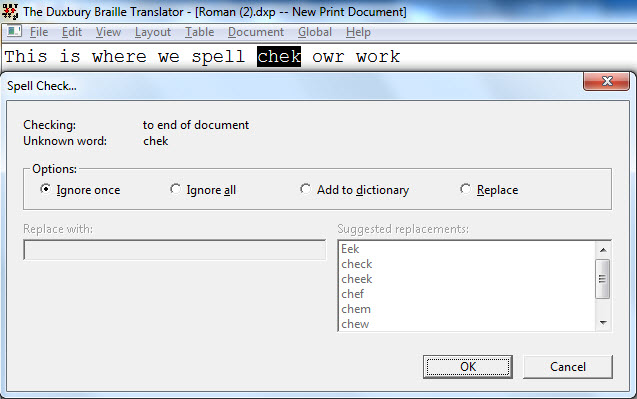 The Duxbury Braille Translator - [Roman (2).dxp -- New Print Document]
File Edit View Layout Table Document Global Help
This is where we spell chek owr work
Spell Check...
Checking: to end of document
Unknown word: chek
Options:
Ignore once Ignore all Add to dictionary Replace
Replace with: Suggested replacements:
Eek
check
cheek
chef
chem
chew
OK Cancel